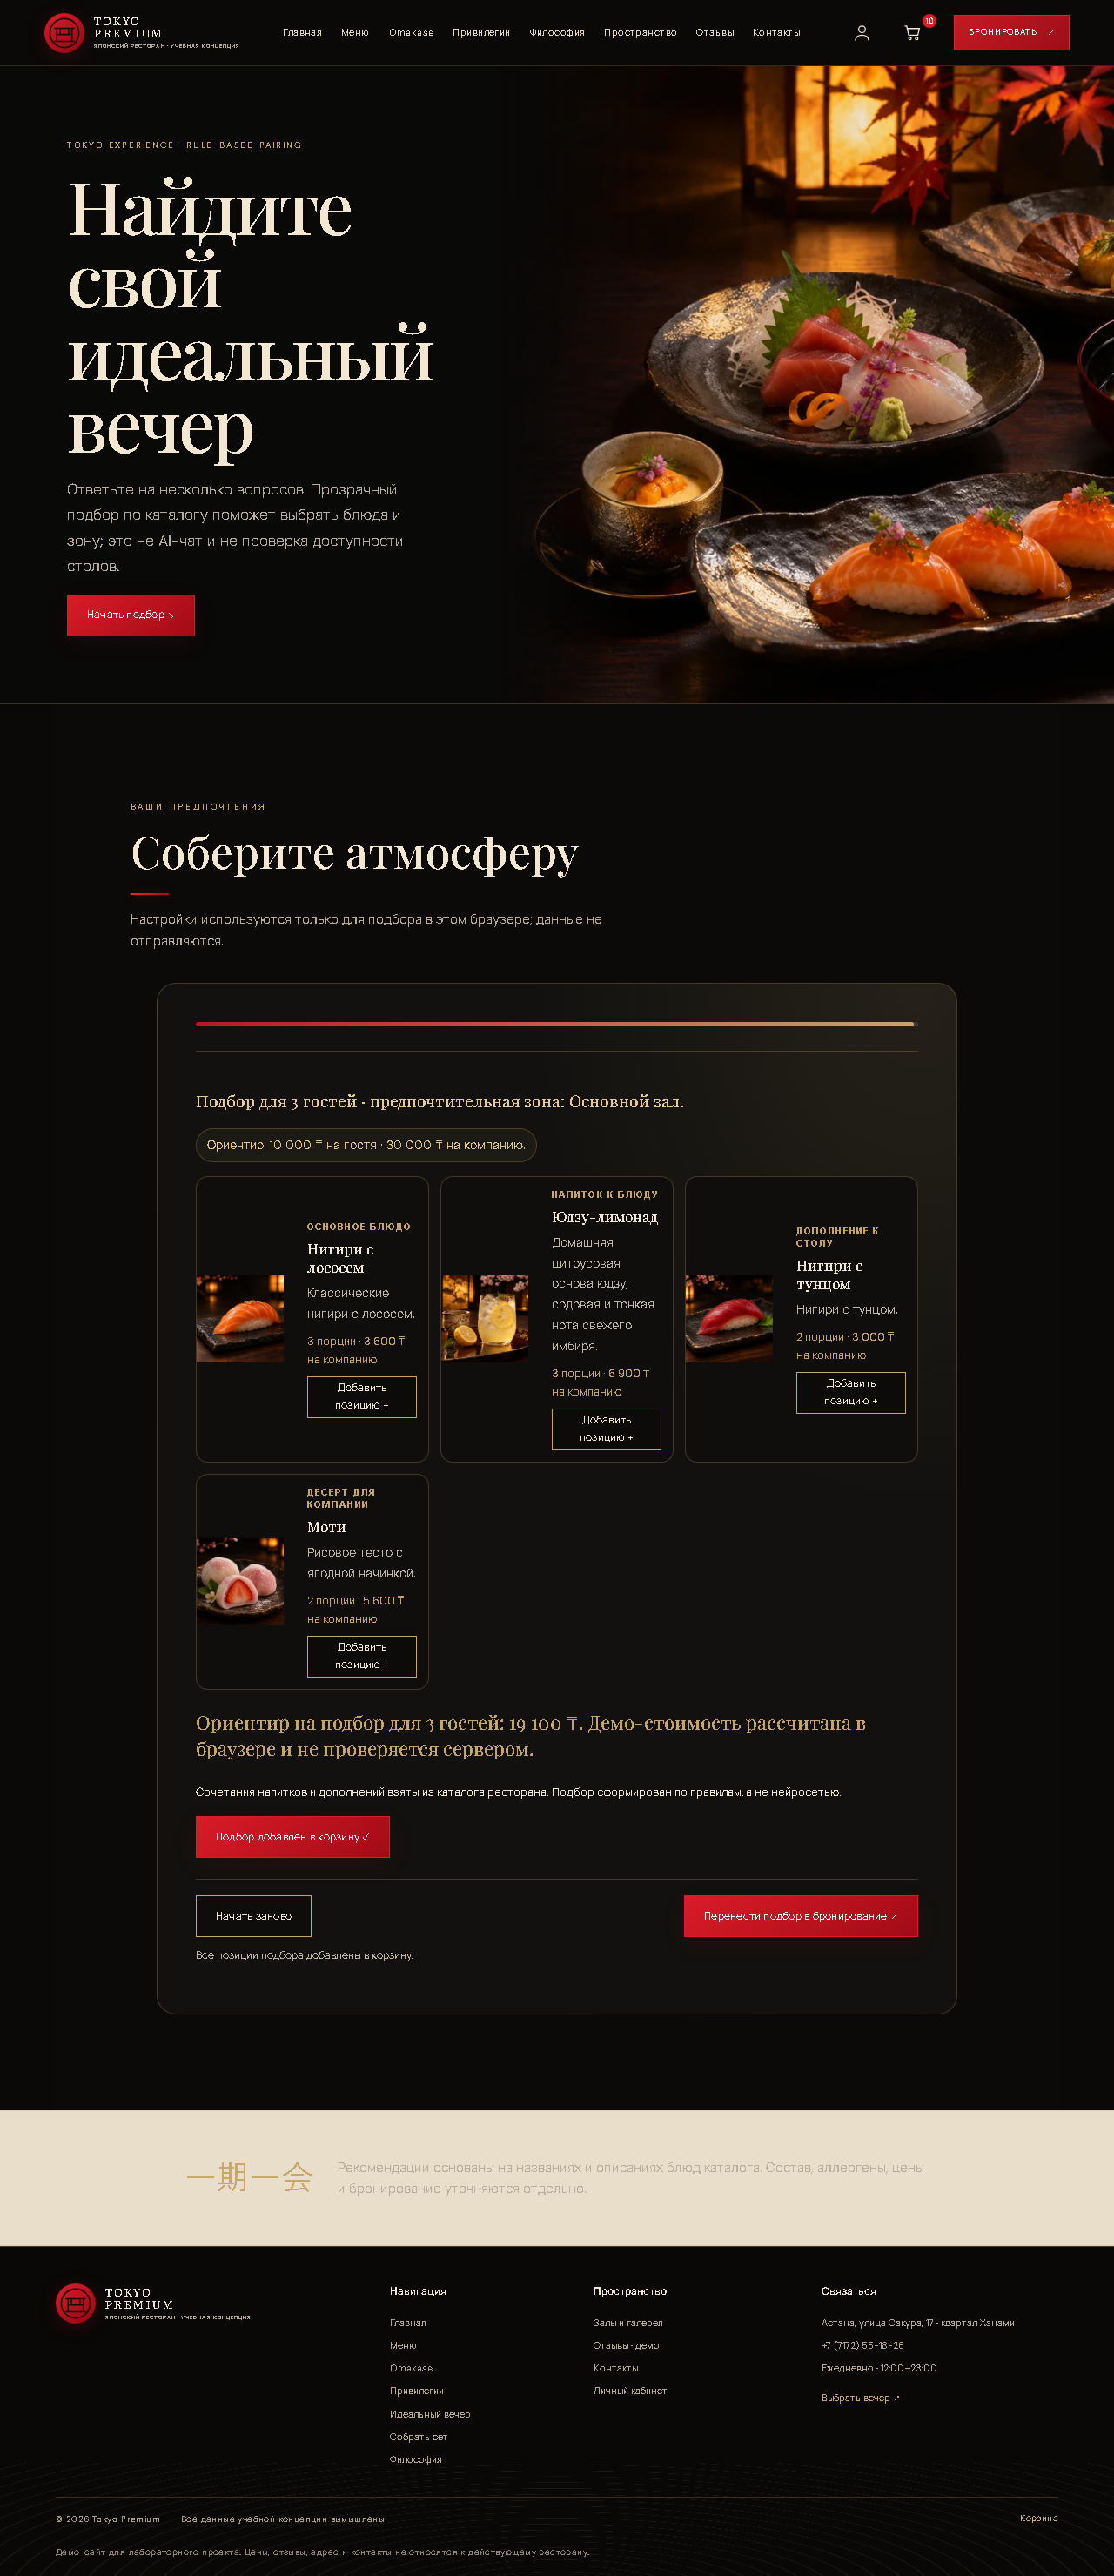 TOKYO
PREMIUM
ЯПОНСКИЙ РЕСТОРАН · УЧЕБНАЯ КОНЦЕПЦИЯ
Главная Меню Omakase Привилегии Философия Пространство Отзывы Контакты
10
БРОНИРОВАТЬ ↗
TOKYO EXPERIENCE · RULE-BASED PAIRING
Найдите
свой
идеальный
вечер
Ответьте на несколько вопросов. Прозрачный
подбор по каталогу поможет выбрать блюда и
зону; это не AI-чат и не проверка доступности
столов.
Начать подбор ↘
ВАШИ ПРЕДПОЧТЕНИЯ
Соберите атмосферу
Настройки используются только для подбора в этом браузере; данные не
отправляются.
Подбор для 3 гостей · предпочтительная зона: Основной зал.
Ориентир: 10 000 ₸ на гостя · 30 000 ₸ на компанию.
ОСНОВНОЕ БЛЮДО
Нигири с
лососем
Классические
нигири с лососем.
3 порции · 3 600 ₸
на компанию
Добавить
позицию +
НАПИТОК К БЛЮДУ
Юдзу-лимонад
Домашняя
цитрусовая
основа юдзу,
содовая и тонкая
нота свежего
имбиря.
3 порции · 6 900 ₸
на компанию
Добавить
позицию +
ДОПОЛНЕНИЕ К
СТОЛУ
Нигири с
тунцом
Нигири с тунцом.
2 порции · 3 000 ₸
на компанию
Добавить
позицию +
ДЕСЕРТ ДЛЯ
КОМПАНИИ
Моти
Рисовое тесто с
ягодной начинкой.
2 порции · 5 600 ₸
на компанию
Добавить
позицию +
Ориентир на подбор для 3 гостей: 19 100 ₸. Демо-стоимость рассчитана в
браузере и не проверяется сервером.
Сочетания напитков и дополнений взяты из каталога ресторана. Подбор сформирован по правилам, а не нейросетью.
Подбор добавлен в корзину ✓
Начать заново
Перенести подбор в бронирование ↗
Все позиции подбора добавлены в корзину.
一期一会
Рекомендации основаны на названиях и описаниях блюд каталога. Состав, аллергены, цены
и бронирование уточняются отдельно.
TOKYO
PREMIUM
ЯПОНСКИЙ РЕСТОРАН · УЧЕБНАЯ КОНЦЕПЦИЯ
Навигация
Главная
Меню
Omakase
Привилегии
Идеальный вечер
Собрать сет
Философия
Пространство
Залы и галерея
Отзывы · демо
Контакты
Личный кабинет
Связаться
Астана, улица Сакура, 17 · квартал Ханами
+7 (7172) 55-18-26
Ежедневно · 12:00–23:00
Выбрать вечер ↗
© 2026 Tokyo Premium Все данные учебной концепции вымышлены
Корзина
Демо-сайт для лабораторного проекта. Цены, отзывы, адрес и контакты не относятся к действующему ресторану.